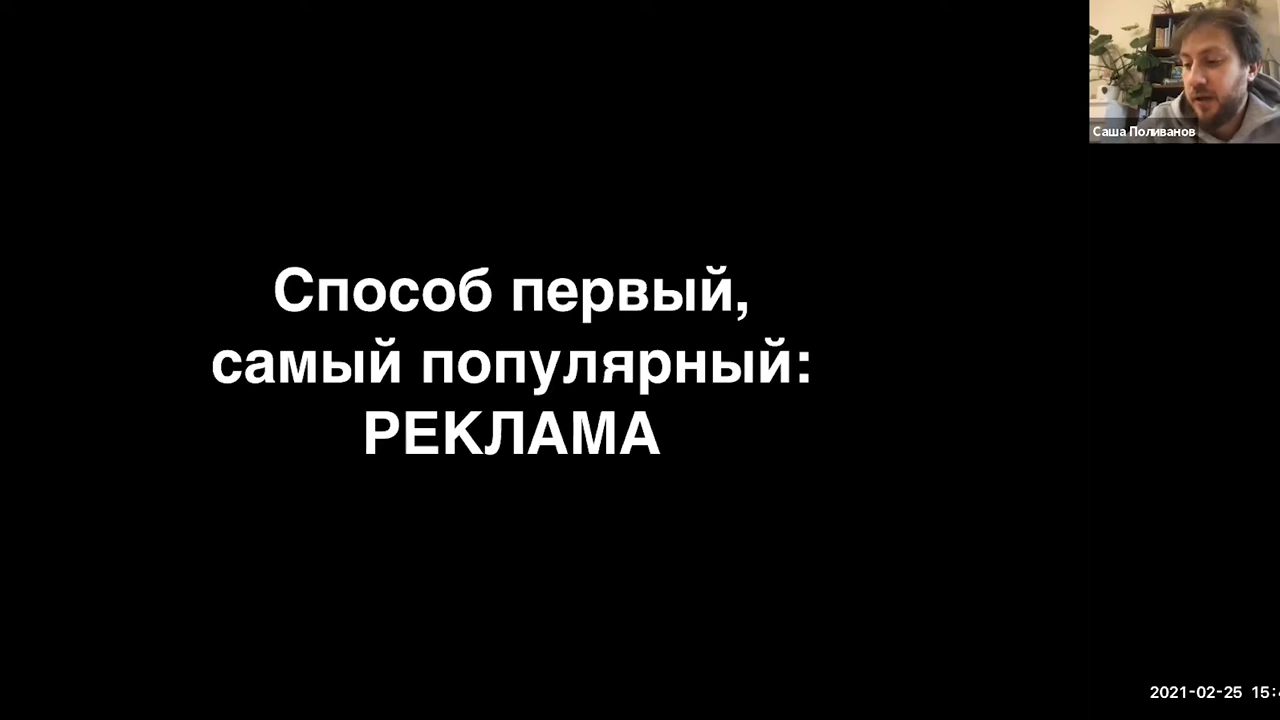 Саша Поливанов
Способ первый,
самый популярный:
РЕКЛАМА
2021-02-25